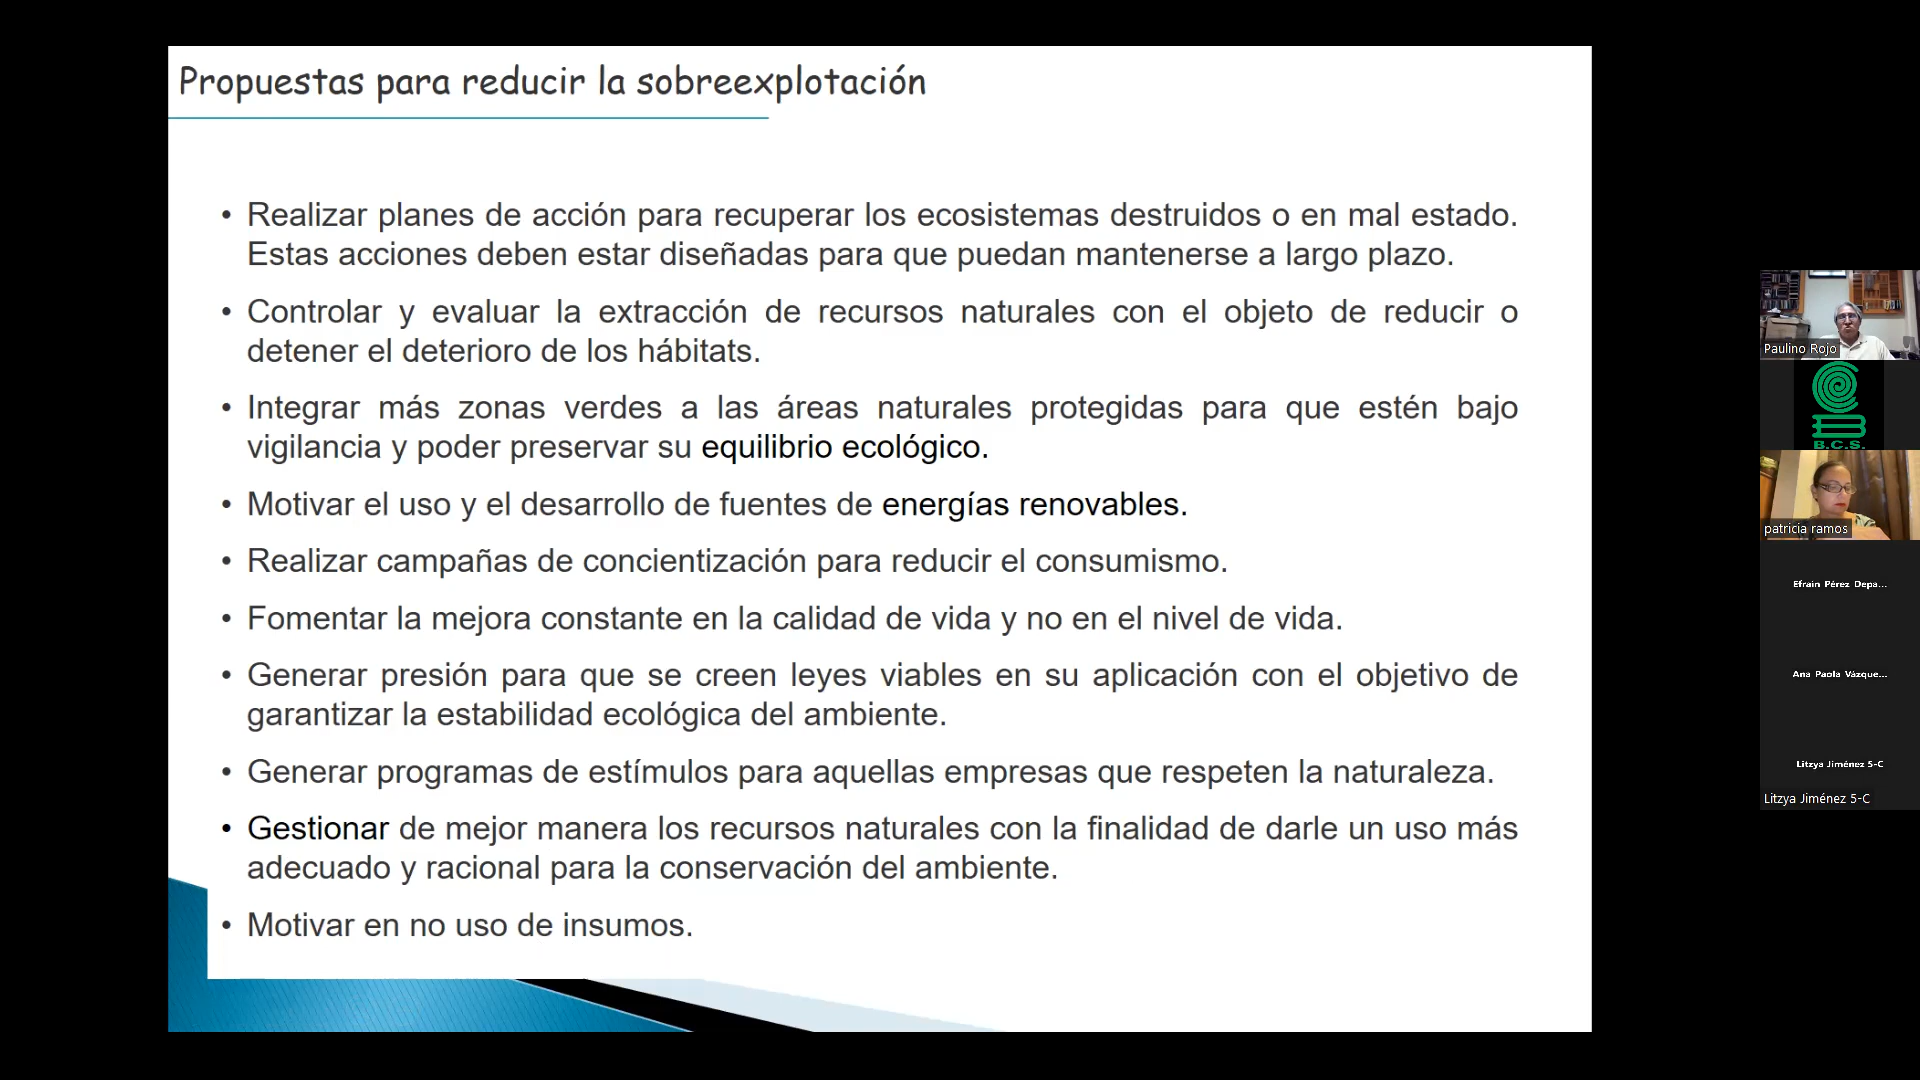 Propuestas para reducir la sobreexplotación
• Realizar planes de acción para recuperar los ecosistemas destruidos o en mal estado.
Estas acciones deben estar diseñadas para que puedan mantenerse a largo plazo.
• Controlar y evaluar la extracción de recursos naturales con el objeto de reducir o
detener el deterioro de los hábitats.
• Integrar más zonas verdes a las áreas naturales protegidas para que estén bajo
vigilancia y poder preservar su equilibrio ecológico.
• Motivar el uso y el desarrollo de fuentes de energías renovables.
• Realizar campañas de concientización para reducir el consumismo.
• Fomentar la mejora constante en la calidad de vida y no en el nivel de vida.
• Generar presión para que se creen leyes viables en su aplicación con el objetivo de
garantizar la estabilidad ecológica del ambiente.
• Generar programas de estímulos para aquellas empresas que respeten la naturaleza.
• Gestionar de mejor manera los recursos naturales con la finalidad de darle un uso más
adecuado y racional para la conservación del ambiente.
• Motivar en no uso de insumos.
Paulino Rojo
B.C.S.
patricia ramos
Efrain Pérez Depa...
Ana Paola Vázque...
Litzya Jiménez 5-C
Litzya Jiménez 5-C